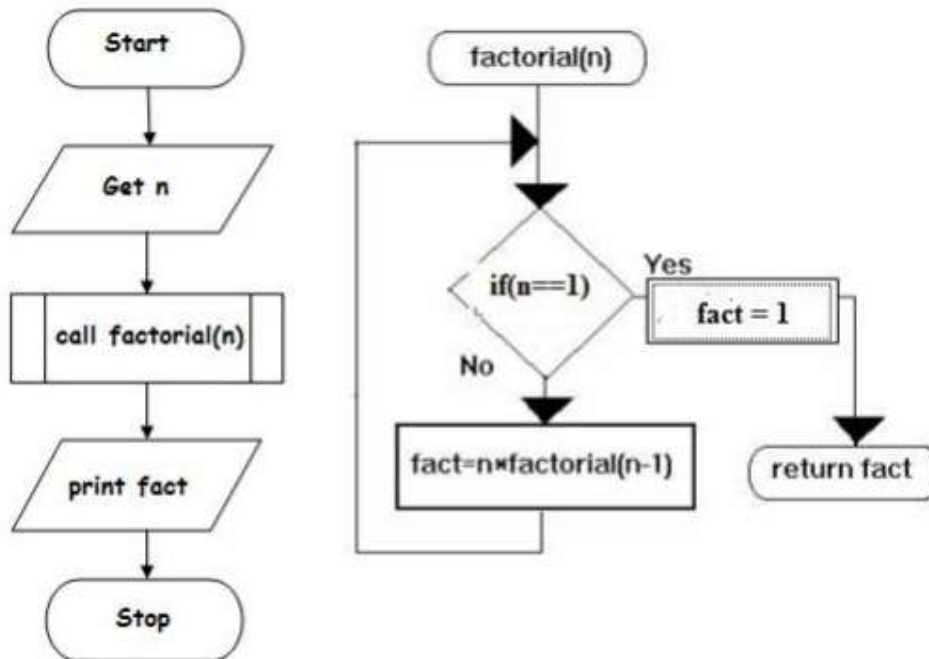 Start
Get n
call factorial(n)
print fact
Stop
factorial(n)
if(n==1)
Yes
fact = 1
No
fact=n*factorial(n-1)
return fact